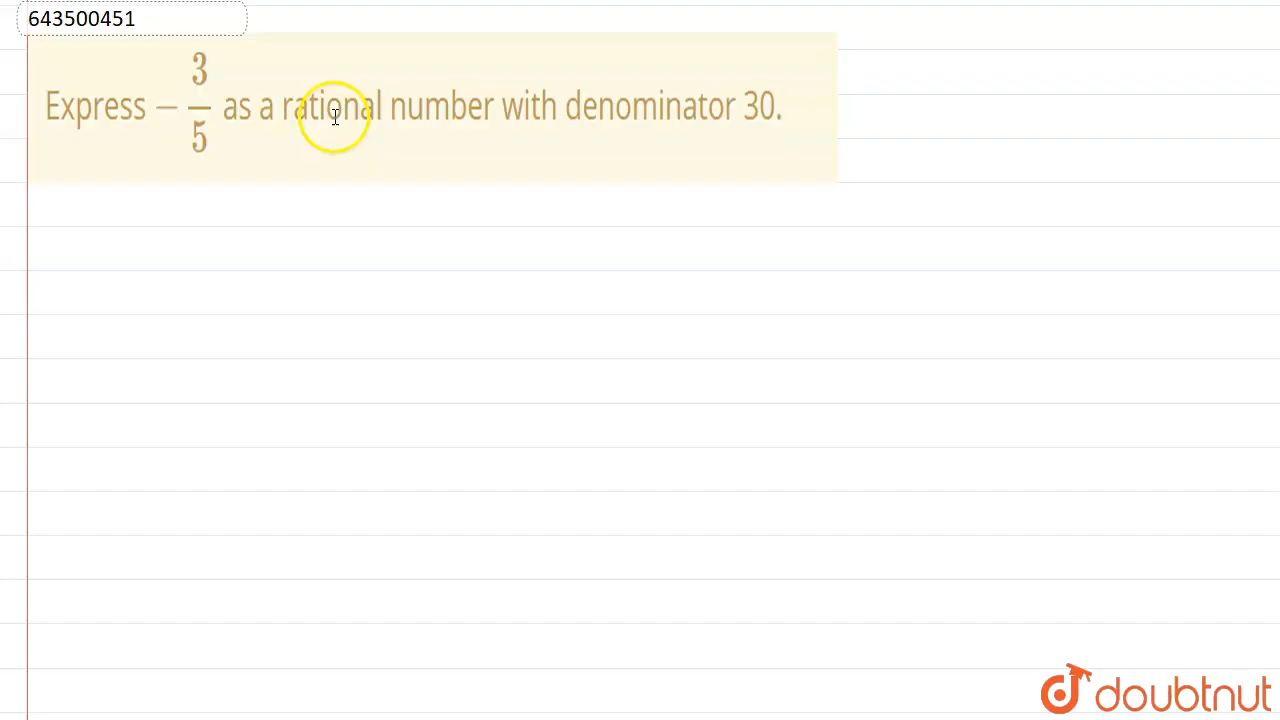 643500451
Express − 3/5 as a rational number with denominator 30.
doubtnut